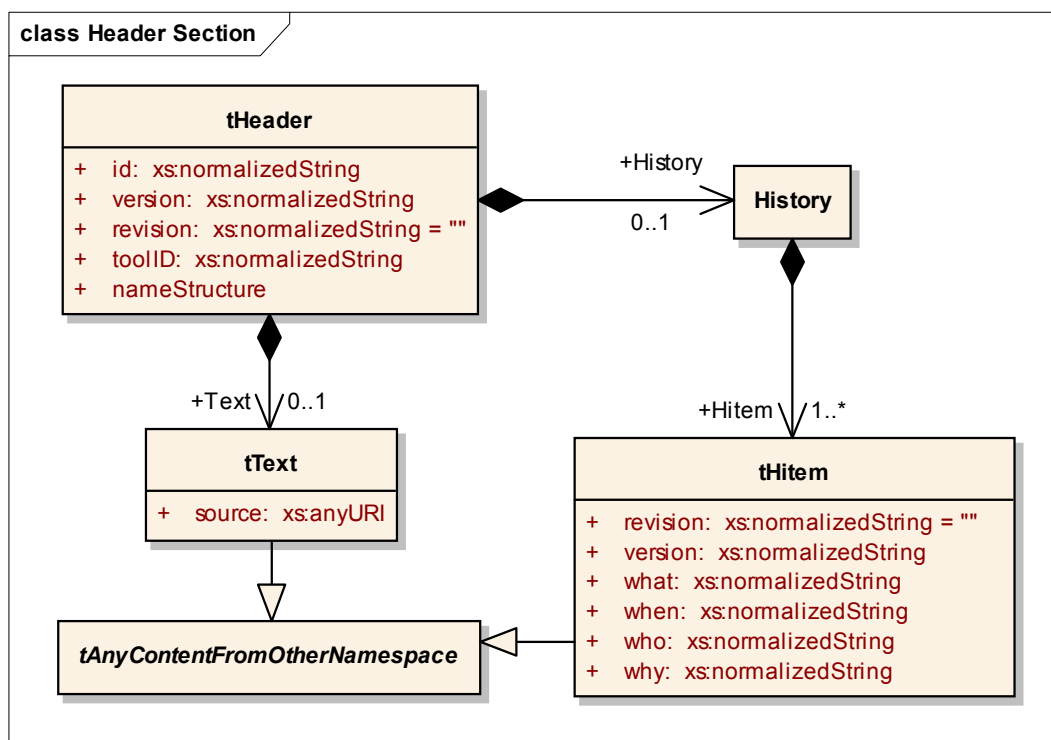 class Header Section
tHeader
+ id: xs:normalizedString
+ version: xs:normalizedString
+ revision: xs:normalizedString = ""
+ toolID: xs:normalizedString
+ nameStructure
+History
0..1
History
+Text 0..1
+Hitem 1..*
tText
+ source: xs:anyURI
tHitem
+ revision: xs:normalizedString = ""
+ version: xs:normalizedString
+ what: xs:normalizedString
+ when: xs:normalizedString
+ who: xs:normalizedString
+ why: xs:normalizedString
tAnyContentFromOtherNamespace